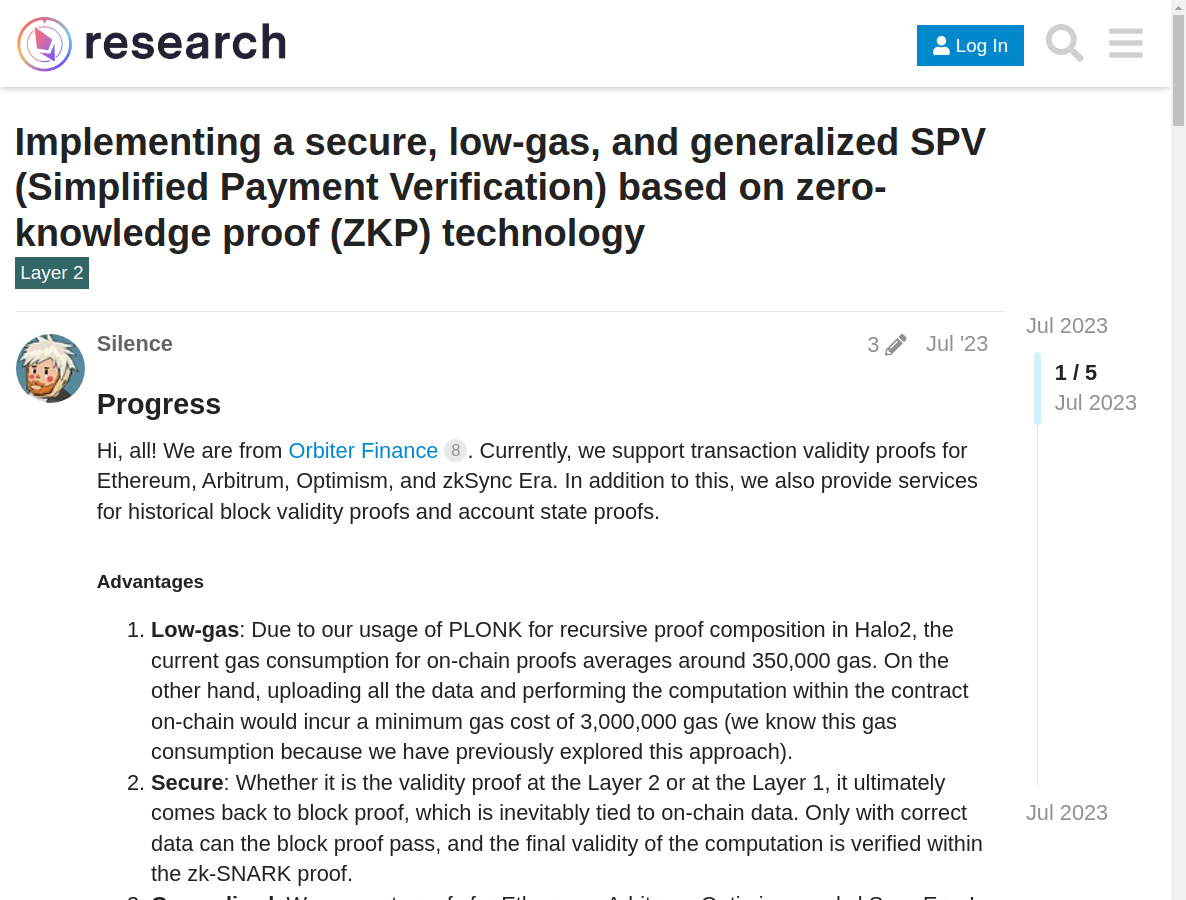 research
Log In
Implementing a secure, low-gas, and generalized SPV
(Simplified Payment Verification) based on zero-
knowledge proof (ZKP) technology
Layer 2
Silence
3
Jul '23
Jul 2023
1 / 5
Jul 2023
Progress
Hi, all! We are from Orbiter Finance 8. Currently, we support transaction validity proofs for
Ethereum, Arbitrum, Optimism, and zkSync Era. In addition to this, we also provide services
for historical block validity proofs and account state proofs.
Advantages
1. Low-gas: Due to our usage of PLONK for recursive proof composition in Halo2, the
current gas consumption for on-chain proofs averages around 350,000 gas. On the
other hand, uploading all the data and performing the computation within the contract
on-chain would incur a minimum gas cost of 3,000,000 gas (we know this gas
consumption because we have previously explored this approach).
2. Secure: Whether it is the validity proof at the Layer 2 or at the Layer 1, it ultimately
comes back to block proof, which is inevitably tied to on-chain data. Only with correct
data can the block proof pass, and the final validity of the computation is verified within
the zk-SNARK proof.
Jul 2023